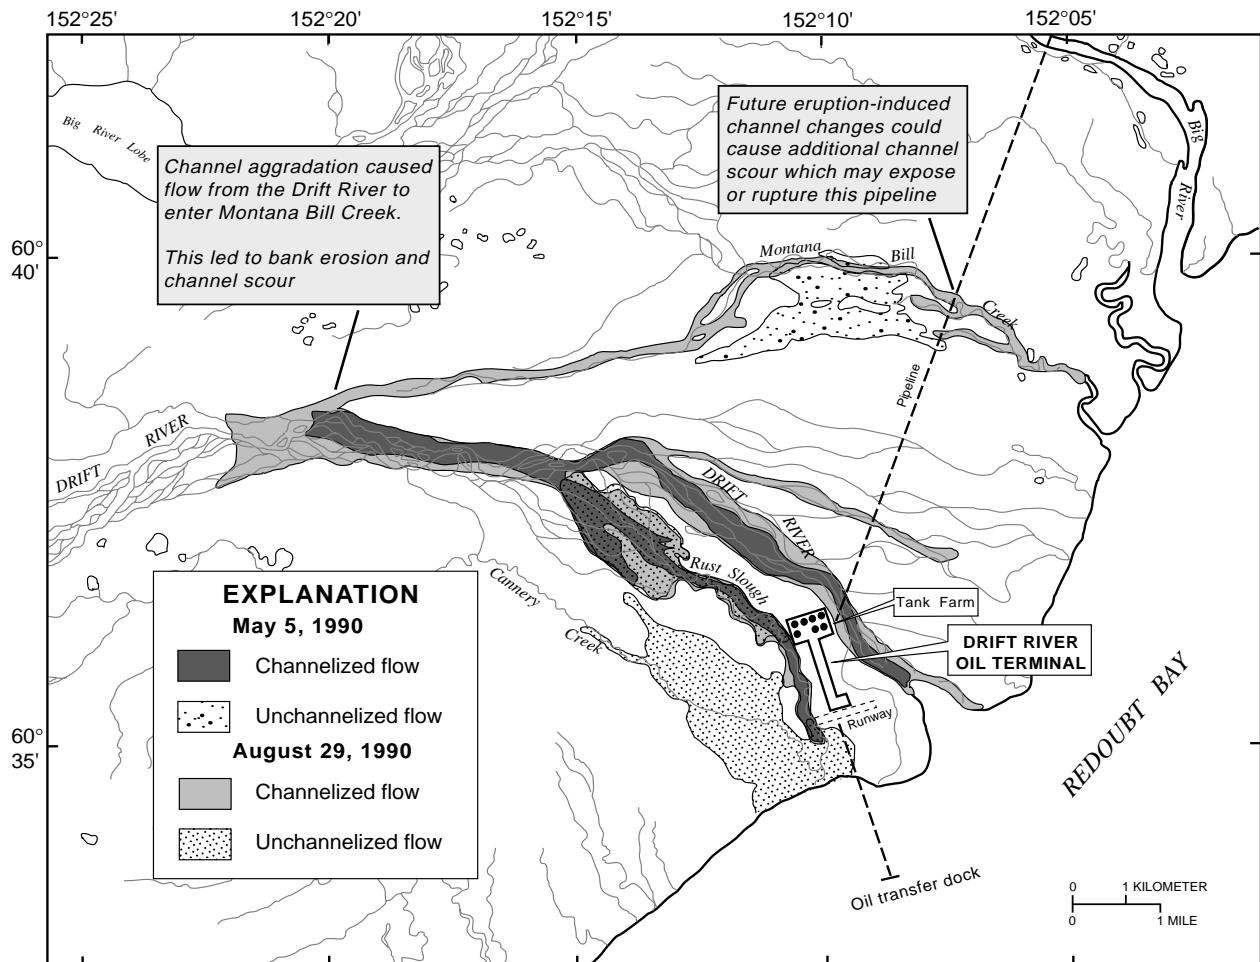 152°25'
152°20'
152°15'
152°10'
152°05'
60°
40'
60°
35'
Big River Lobe
Channel aggradation caused
flow from the Drift River to
enter Montana Bill Creek.
This led to bank erosion and
channel scour
Future eruption-induced
channel changes could
cause additional channel
scour which may expose
or rupture this pipeline
Big
River
Montana
Bill
Creek
Pipeline
DRIFT
RIVER
DRIFT
RIVER
Rust Slough
Cannery
Creek
Tank Farm
DRIFT RIVER
OIL TERMINAL
Runway
REDOUBT BAY
Oil transfer dock
EXPLANATION
May 5, 1990
Channelized flow
Unchannelized flow
August 29, 1990
Channelized flow
Unchannelized flow
0
1 KILOMETER
0
1 MILE